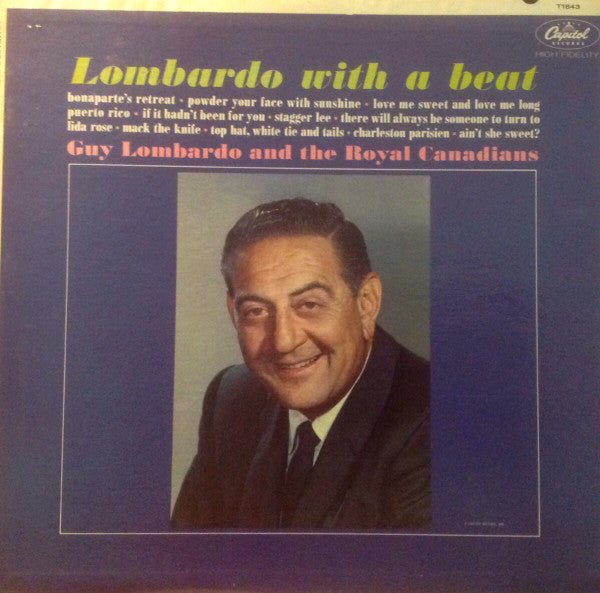 T1843
Capitol
RECORDS
HIGH FIDELITY
Lombardo with a beat
bonaparte's retreat • powder your face with sunshine • love me sweet and love me long
puerto rico • if it hadn't been for you • stagger lee • there will always be someone to turn to
lida rose • mack the knife • top hat, white tie and tails • charleston parisien • ain't she sweet?
Guy Lombardo and the Royal Canadians